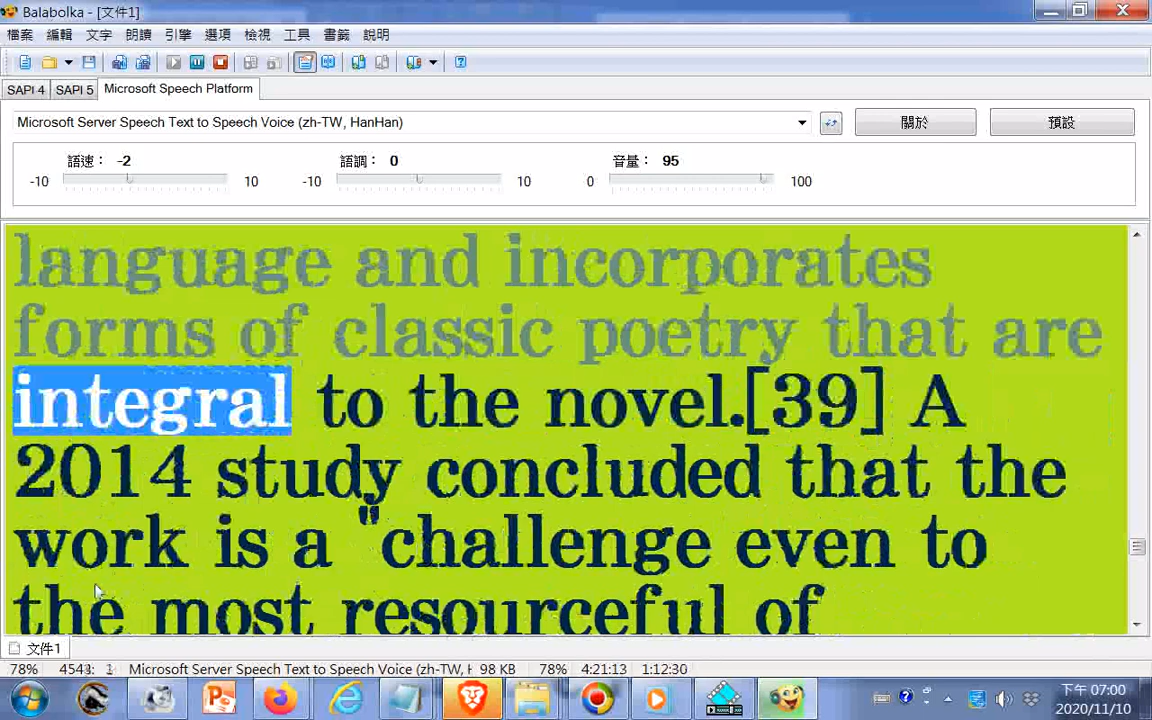 Balabolka - [文件1]
檔案 編輯 文字 朗讀 引擎 選項 檢視 工具 書籤 說明
SAPI 4 SAPI 5 Microsoft Speech Platform
Microsoft Server Speech Text to Speech Voice (zh-TW, HanHan) 關於 預設
語速: -2 語調: 0 音量: 95
-10 10 -10 10 0 100
language and incorporates
forms of classic poetry that are
integral to the novel.[39] A
2014 study concluded that the
work is a "challenge even to
the most resourceful of
文件1
78% Microsoft Server Speech Text to Speech Voice (zh-TW, H 98 KB 78% 4:21:13 1:12:30
下午 07:00
2020/11/10